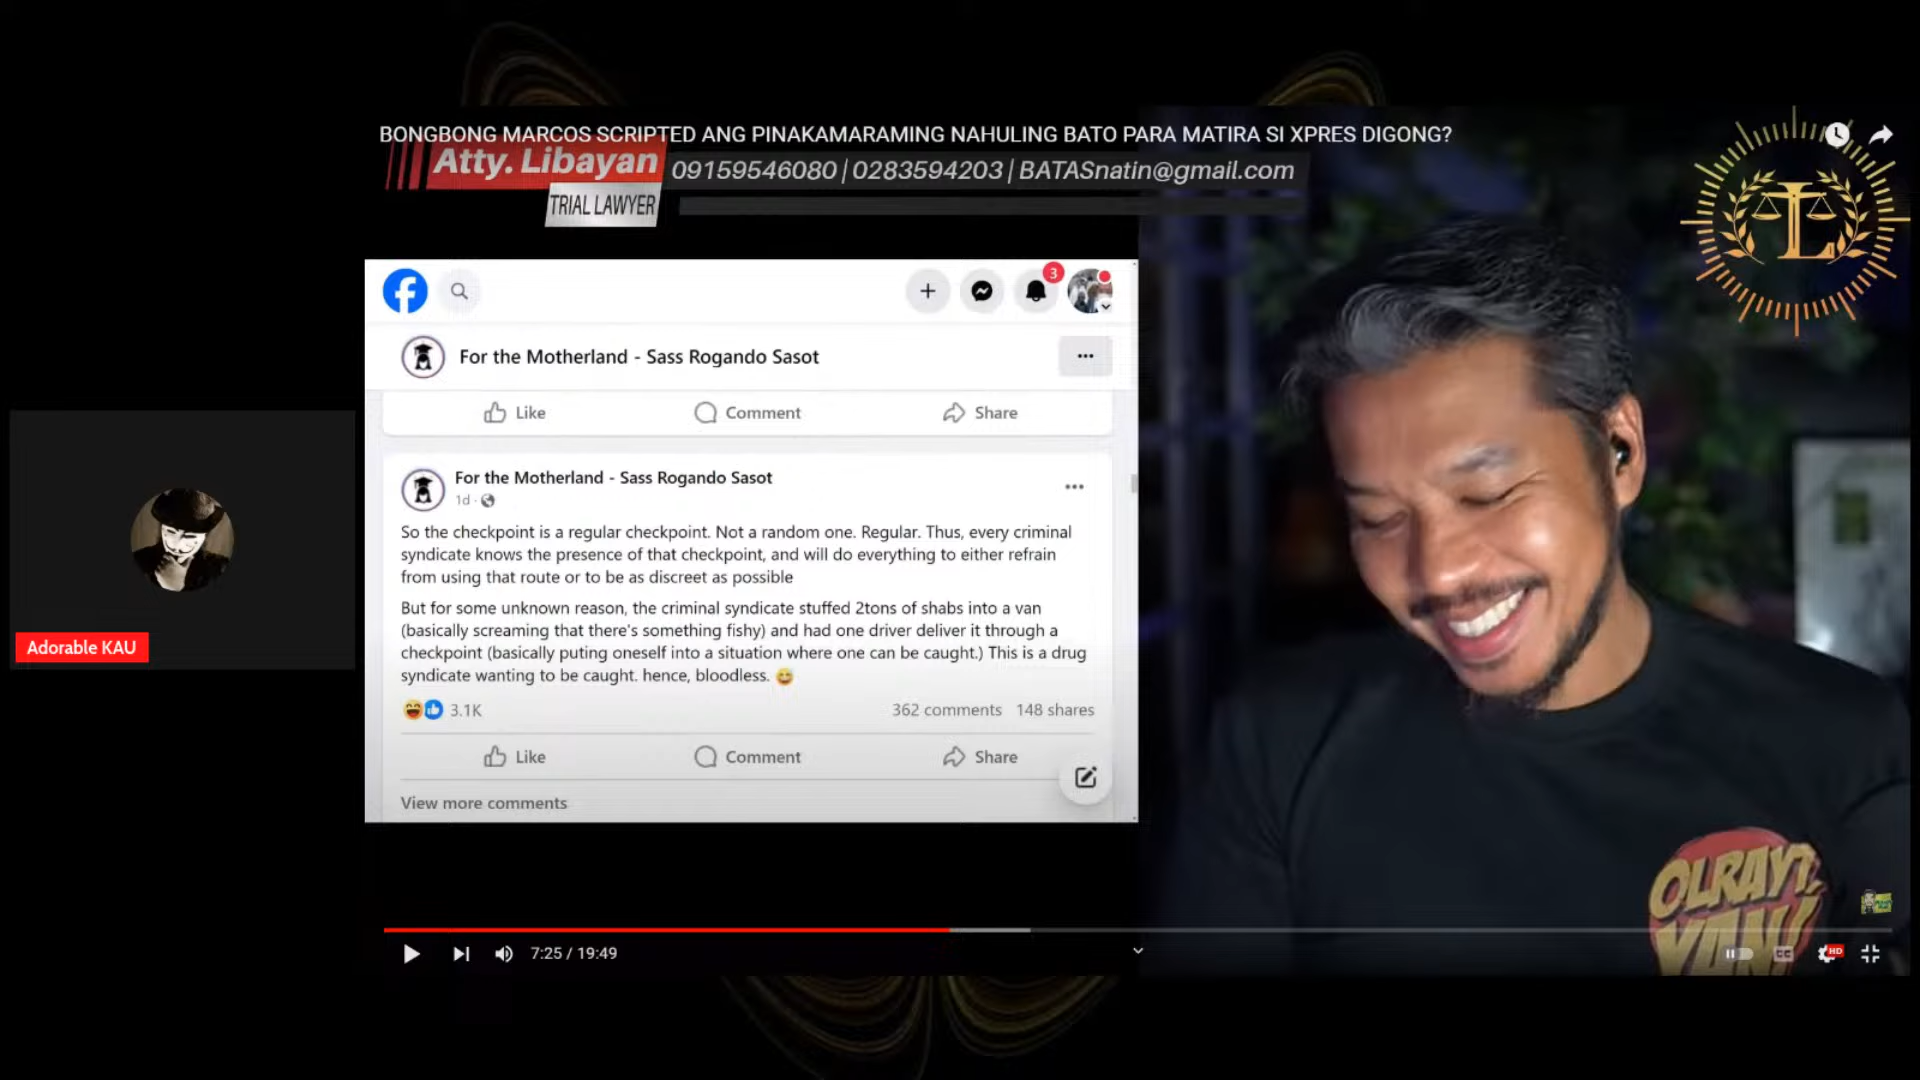 BONGBONG MARCOS SCRIPTED ANG PINAKAMARAMING NAHULING BATO PARA MATIRA SI XPRES DIGONG?
Atty. Libayan
09159546080 | 0283594203 | BATASnatin@gmail.com
TRIAL LAWYER
3
For the Motherland - Sass Rogando Sasot
Like Comment Share
For the Motherland - Sass Rogando Sasot
1d ·
So the checkpoint is a regular checkpoint. Not a random one. Regular. Thus, every criminal
syndicate knows the presence of that checkpoint, and will do everything to either refrain
from using that route or to be as discreet as possible
But for some unknown reason, the criminal syndicate stuffed 2tons of shabs into a van
(basically screaming that there's something fishy) and had one driver deliver it through a
checkpoint (basically puting oneself into a situation where one can be caught.) This is a drug
syndicate wanting to be caught. hence, bloodless. 😄
3.1K 362 comments 148 shares
Like Comment Share
View more comments
Adorable KAU
L
OLRAYT,
YAN!
7:25 / 19:49
CC
HD